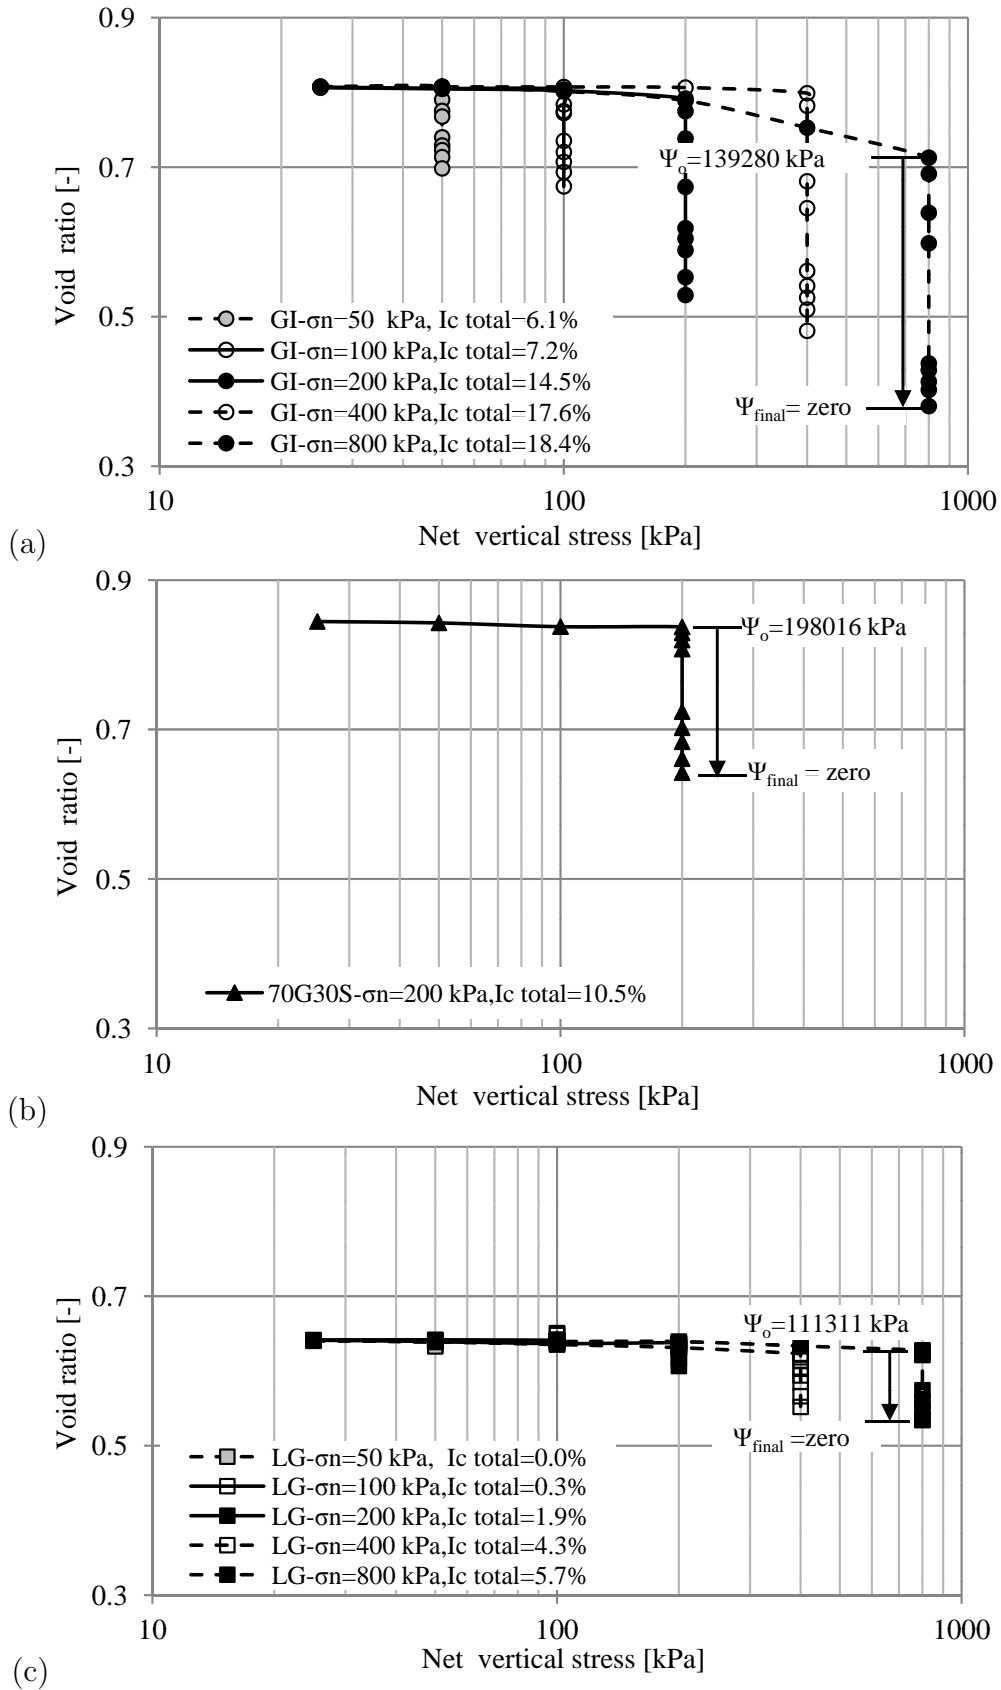 0.9
Ψo=139280 kPa
0.7
Void ratio [-]
0.5
GI-σn=50 kPa, Ic total=6.1%
GI-σn=100 kPa,Ic total=7.2%
GI-σn=200 kPa,Ic total=14.5%
GI-σn=400 kPa,Ic total=17.6%
GI-σn=800 kPa,Ic total=18.4%
Ψfinal= zero
0.3
10 100 1000
Net vertical stress [kPa]
(a)
0.9
Ψo=198016 kPa
0.7
Ψfinal = zero
Void ratio [-]
0.5
70G30S-σn=200 kPa,Ic total=10.5%
0.3
10 100 1000
Net vertical stress [kPa]
(b)
0.9
0.7
Ψo=111311 kPa
Void ratio [-]
Ψfinal =zero
0.5
LG-σn=50 kPa, Ic total=0.0%
LG-σn=100 kPa,Ic total=0.3%
LG-σn=200 kPa,Ic total=1.9%
LG-σn=400 kPa,Ic total=4.3%
LG-σn=800 kPa,Ic total=5.7%
0.3
10 100 1000
Net vertical stress [kPa]
(c)